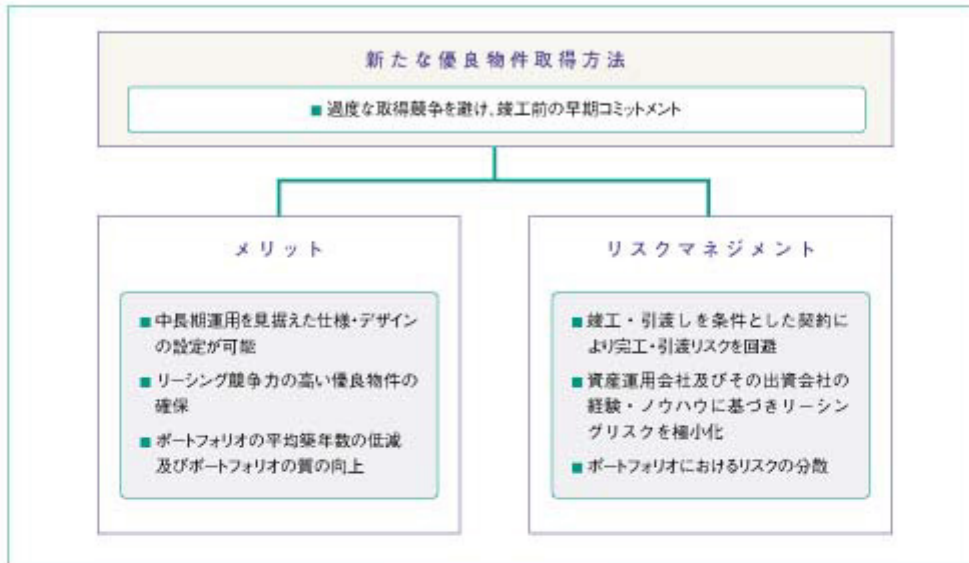 新たな優良物件取得方法
■過度な取得競争を避け、竣工前の早期コミットメント
メリット
■中長期運用を見据えた仕様・デザイン
の設定が可能
■リーシング競争力の高い優良物件の
確保
■ポートフォリオの平均築年数の低減
及びポートフォリオの質の向上
リスクマネジメント
■竣工・引渡しを条件とした契約に
より完工・引渡リスクを回避
■資産運用会社及びその出資会社の
経験・ノウハウに基づきリーシン
グリスクを極小化
■ポートフォリオにおけるリスクの分散